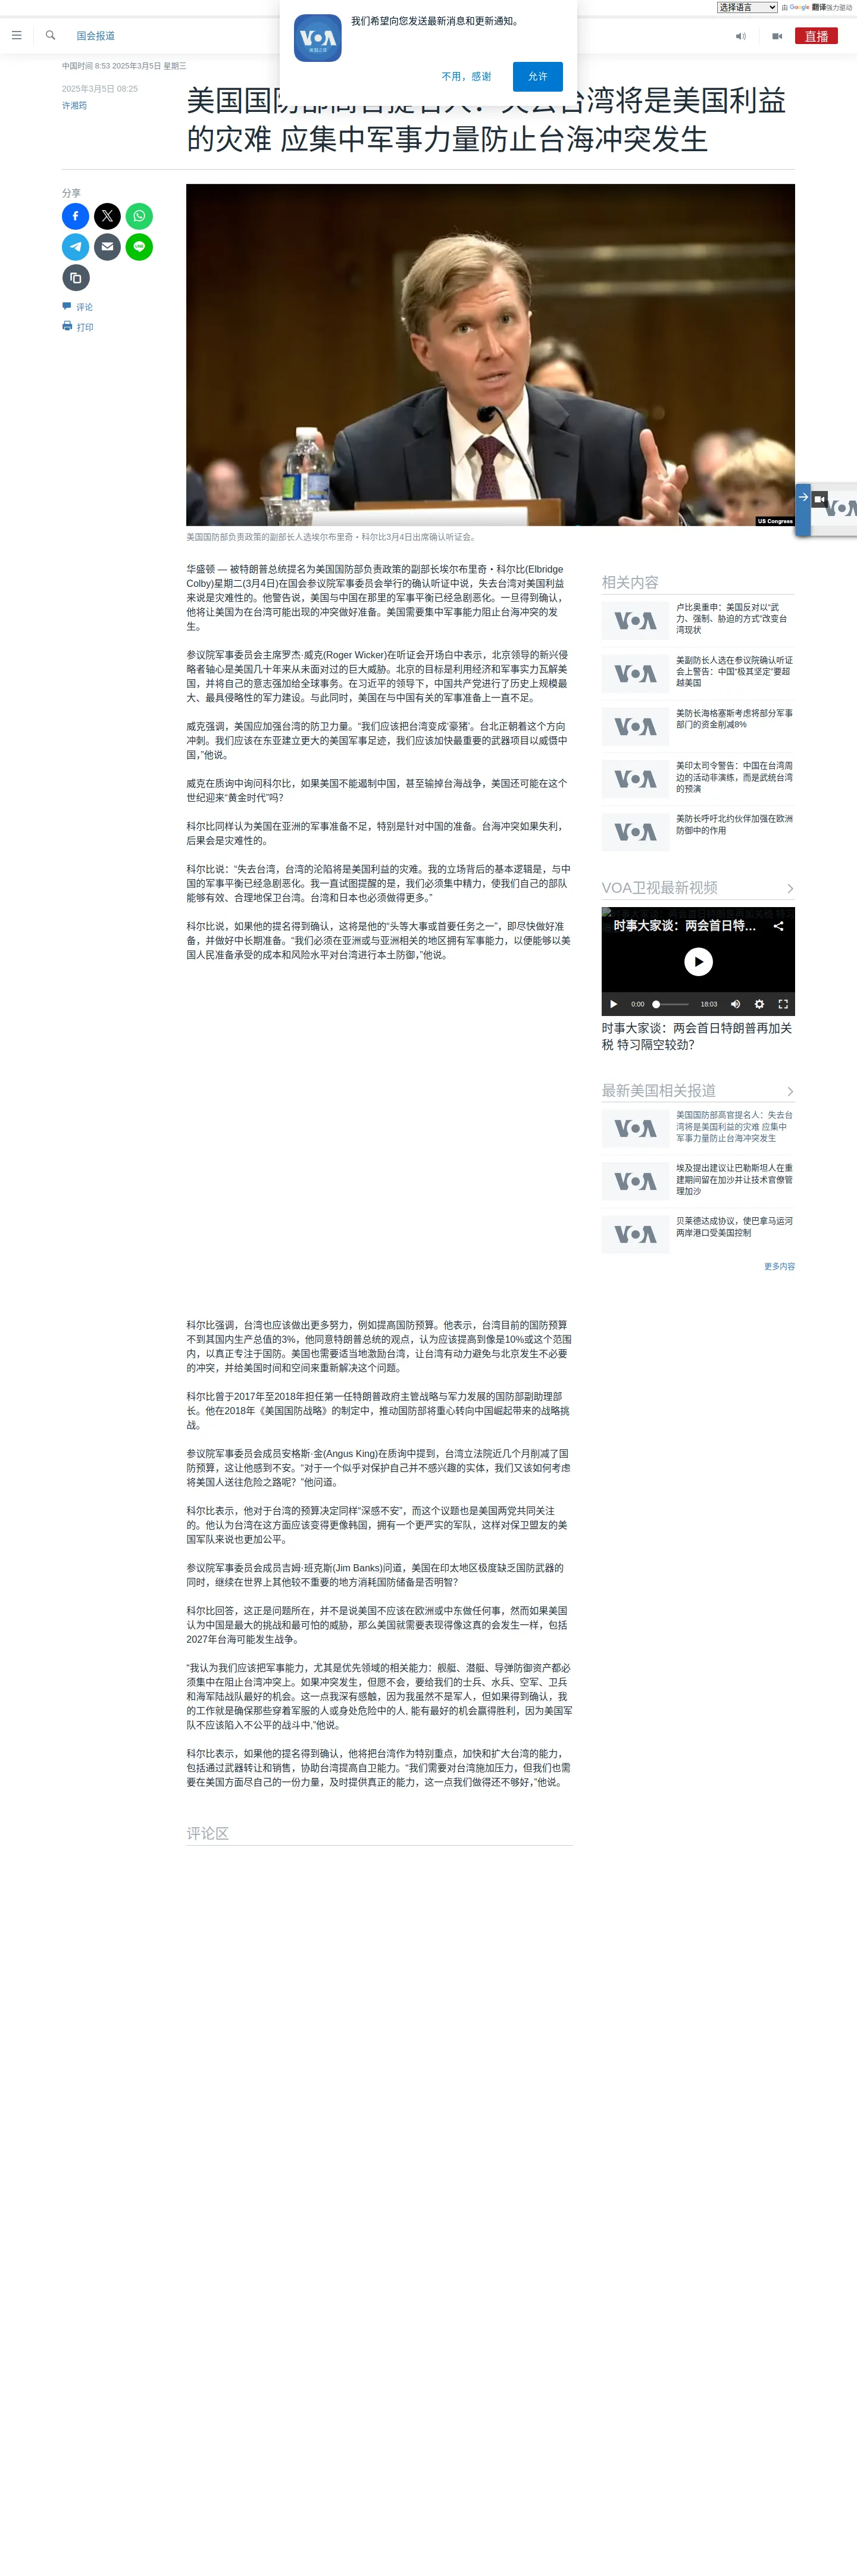 选择语言 由 Google 翻译强力驱动
我们希望向您发送最新消息和更新通知。
VOA
美国之音
不用，感谢
允许
国会报道
直播
中国时间 8:53 2025年3月5日 星期三
2025年3月5日 08:25
许湘筠
台湾将是美国利益
的灾难 应集中军事力量防止台海冲突发生
分享
评论
打印
US Congress
美国国防部负责政策的副部长人选埃尔布里奇・科尔比3月4日出席确认听证会。
华盛顿 — 被特朗普总统提名为美国国防部负责政策的副部长埃尔布里奇・科尔比(Elbridge
Colby)星期二(3月4日)在国会参议院军事委员会举行的确认听证中说，失去台湾对美国利益
来说是灾难性的。他警告说，美国与中国在那里的军事平衡已经急剧恶化。一旦得到确认，
他将让美国为在台湾可能出现的冲突做好准备。美国需要集中军事能力阻止台海冲突的发
生。
参议院军事委员会主席罗杰·威克(Roger Wicker)在听证会开场白中表示，北京领导的新兴侵
略者轴心是美国几十年来从未面对过的巨大威胁。北京的目标是利用经济和军事实力瓦解美
国，并将自己的意志强加给全球事务。在习近平的领导下，中国共产党进行了历史上规模最
大、最具侵略性的军力建设。与此同时，美国在与中国有关的军事准备上一直不足。
威克强调，美国应加强台湾的防卫力量。“我们应该把台湾变成‘豪猪’。台北正朝着这个方向
冲刺。我们应该在东亚建立更大的美国军事足迹，我们应该加快最重要的武器项目以威慑中
国，”他说。
威克在质询中询问科尔比，如果美国不能遏制中国，甚至输掉台海战争，美国还可能在这个
世纪迎来“黄金时代”吗？
科尔比同样认为美国在亚洲的军事准备不足，特别是针对中国的准备。台海冲突如果失利，
后果会是灾难性的。
科尔比说：“失去台湾，台湾的沦陷将是美国利益的灾难。我的立场背后的基本逻辑是，与中
国的军事平衡已经急剧恶化。我一直试图提醒的是，我们必须集中精力，使我们自己的部队
能够有效、合理地保卫台湾。台湾和日本也必须做得更多。”
科尔比说，如果他的提名得到确认，这将是他的“头等大事或首要任务之一”，即尽快做好准
备，并做好中长期准备。“我们必须在亚洲或与亚洲相关的地区拥有军事能力，以便能够以美
国人民准备承受的成本和风险水平对台湾进行本土防御，”他说。
科尔比强调，台湾也应该做出更多努力，例如提高国防预算。他表示，台湾目前的国防预算
不到其国内生产总值的3%，他同意特朗普总统的观点，认为应该提高到像是10%或这个范围
内，以真正专注于国防。美国也需要适当地激励台湾，让台湾有动力避免与北京发生不必要
的冲突，并给美国时间和空间来重新解决这个问题。
科尔比曾于2017年至2018年担任第一任特朗普政府主管战略与军力发展的国防部副助理部
长。他在2018年《美国国防战略》的制定中，推动国防部将重心转向中国崛起带来的战略挑
战。
参议院军事委员会成员安格斯·金(Angus King)在质询中提到，台湾立法院近几个月削减了国
防预算，这让他感到不安。“对于一个似乎对保护自己并不感兴趣的实体，我们又该如何考虑
将美国人送往危险之路呢？”他问道。
科尔比表示，他对于台湾的预算决定同样“深感不安”，而这个议题也是美国两党共同关注
的。他认为台湾在这方面应该变得更像韩国，拥有一个更严实的军队，这样对保卫盟友的美
国军队来说也更加公平。
参议院军事委员会成员吉姆·班克斯(Jim Banks)问道，美国在印太地区极度缺乏国防武器的
同时，继续在世界上其他较不重要的地方消耗国防储备是否明智？
科尔比回答，这正是问题所在，并不是说美国不应该在欧洲或中东做任何事，然而如果美国
认为中国是最大的挑战和最可怕的威胁，那么美国就需要表现得像这真的会发生一样，包括
2027年台海可能发生战争。
“我认为我们应该把军事能力，尤其是优先领域的相关能力：舰艇、潜艇、导弹防御资产都必
须集中在阻止台湾冲突上。如果冲突发生，但愿不会，要给我们的士兵、水兵、空军、卫兵
和海军陆战队最好的机会。这一点我深有感触，因为我虽然不是军人，但如果得到确认，我
的工作就是确保那些穿着军服的人或身处危险中的人, 能有最好的机会赢得胜利，因为美国军
队不应该陷入不公平的战斗中,”他说。
科尔比表示，如果他的提名得到确认，他将把台湾作为特别重点，加快和扩大台湾的能力，
包括通过武器转让和销售，协助台湾提高自卫能力。“我们需要对台湾施加压力，但我们也需
要在美国方面尽自己的一份力量，及时提供真正的能力，这一点我们做得还不够好，”他说。
评论区
相关内容
VOA
卢比奥重申：美国反对以“武
力、强制、胁迫的方式”改变台
湾现状
VOA
美副防长人选在参议院确认听证
会上警告：中国“极其坚定”要超
越美国
VOA
美防长海格塞斯考虑将部分军事
部门的资金削减8%
VOA
美印太司令警告：中国在台湾周
边的活动非演练，而是武统台湾
的预演
VOA
美防长呼吁北约伙伴加强在欧洲
防御中的作用
VOA卫视最新视频
时事大家谈：两会首日特…
0:00 18:03
时事大家谈：两会首日特朗普再加关
税 特习隔空较劲？
最新美国相关报道
VOA
美国国防部高官提名人：失去台
湾将是美国利益的灾难 应集中
军事力量防止台海冲突发生
VOA
埃及提出建议让巴勒斯坦人在重
建期间留在加沙并让技术官僚管
理加沙
VOA
贝莱德达成协议，使巴拿马运河
两岸港口受美国控制
更多内容